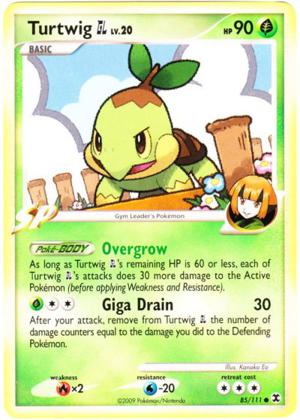 Turtwig GL LV.20
HP 90
BASIC
SP
Gym Leader's Pokémon
Poké-BODY Overgrow
As long as Turtwig GL's remaining HP is 60 or less, each of
Turtwig GL's attacks does 30 more damage to the Active
Pokémon (before applying Weakness and Resistance).
Giga Drain 30
After your attack, remove from Turtwig GL the number of
damage counters equal to the damage you did to the
Defending Pokémon.
Illus. Kanako Eo
weakness
resistance
retreat cost
×2
-20
©2009 Pokémon/Nintendo
85/111